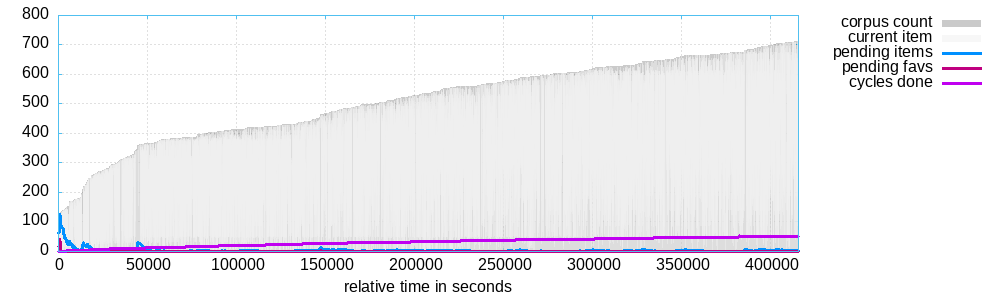 800
700
600
500
400
300
200
100
0
0 50000 100000 150000 200000 250000 300000 350000 400000
relative time in seconds
corpus count
current item
pending items
pending favs
cycles done